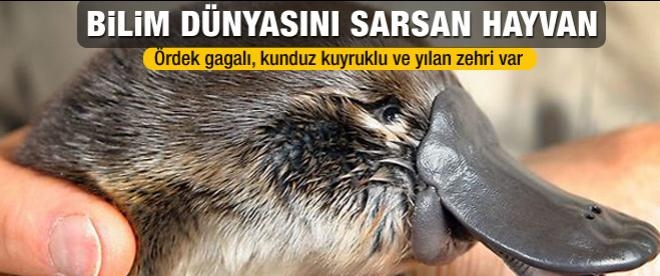 BİLİM DÜNYASINI SARSAN HAYVAN
Ördek gagalı, kunduz kuyruklu ve yılan zehri var